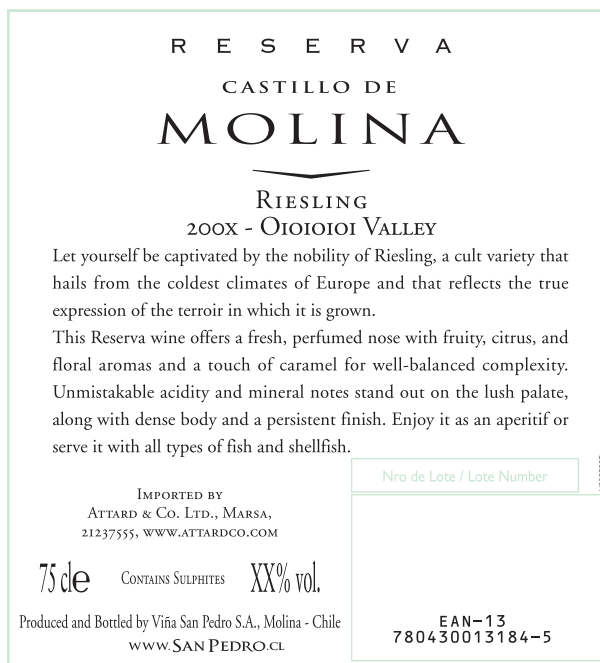 RESERVA
CASTILLO DE
MOLINA
RIESLING
200X - OIOIOIOI VALLEY
Let yourself be captivated by the nobility of Riesling, a cult variety that
hails from the coldest climates of Europe and that reflects the true
expression of the terroir in which it is grown.
This Reserva wine offers a fresh, perfumed nose with fruity, citrus, and
floral aromas and a touch of caramel for well-balanced complexity.
Unmistakable acidity and mineral notes stand out on the lush palate,
along with dense body and a persistent finish. Enjoy it as an aperitif or
serve it with all types of fish and shellfish.
Nro de Lote / Lote Number
IMPORTED BY
ATTARD & CO. LTD., MARSA,
21237555, WWW.ATTARDCO.COM
75 cle CONTAINS SULPHITES XX% vol.
Produced and Bottled by Viña San Pedro S.A., Molina - Chile
WWW.SANPEDRO.CL
EAN-13
780430013184-5